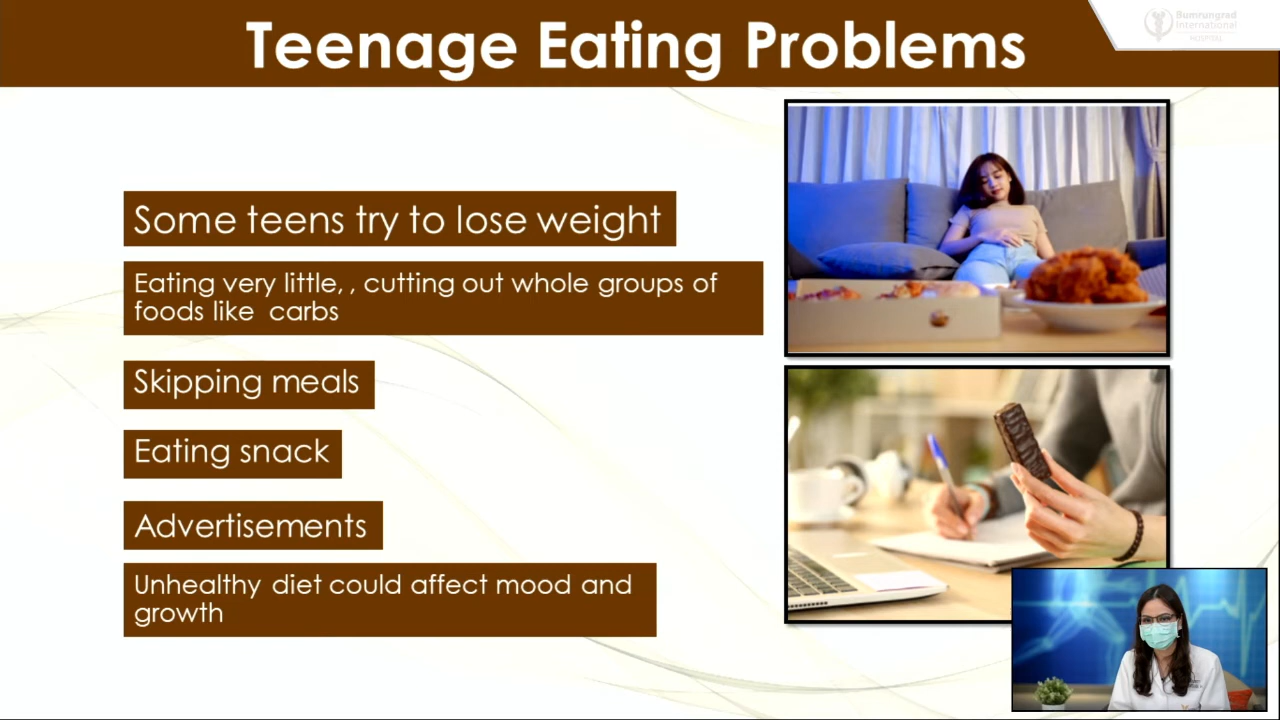 Teenage Eating Problems
Bumrungrad
International
HOSPITAL
Some teens try to lose weight
Eating very little, , cutting out whole groups of
foods like carbs
Skipping meals
Eating snack
Advertisements
Unhealthy diet could affect mood and
growth